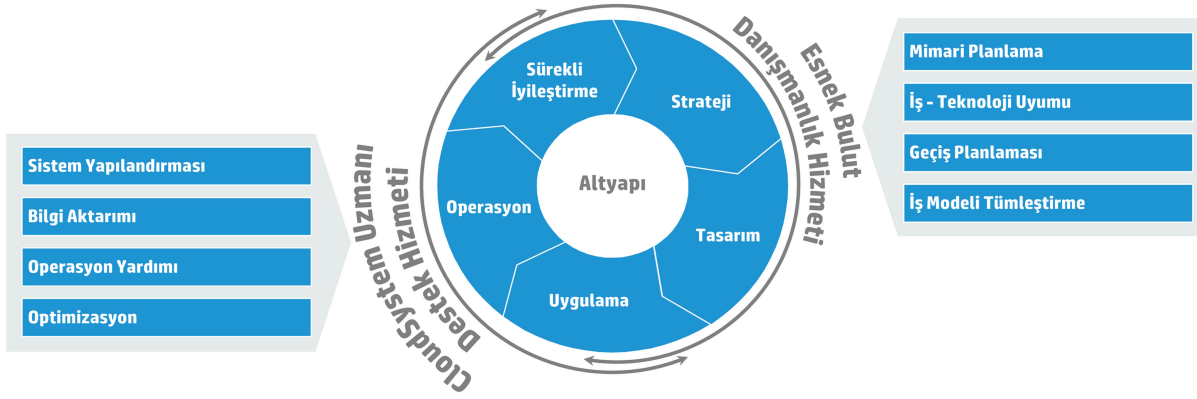 Sistem Yapılandırması
Bilgi Aktarımı
Operasyon Yardımı
Optimizasyon
CloudSystem Uzmanı
Destek Hizmeti
Sürekli
İyileştirme
Strateji
Operasyon
Altyapı
Tasarım
Uygulama
Esnek Bulut
Danışmanlık Hizmeti
Mimari Planlama
İş - Teknoloji Uyumu
Geçiş Planlaması
İş Modeli Tümleştirme